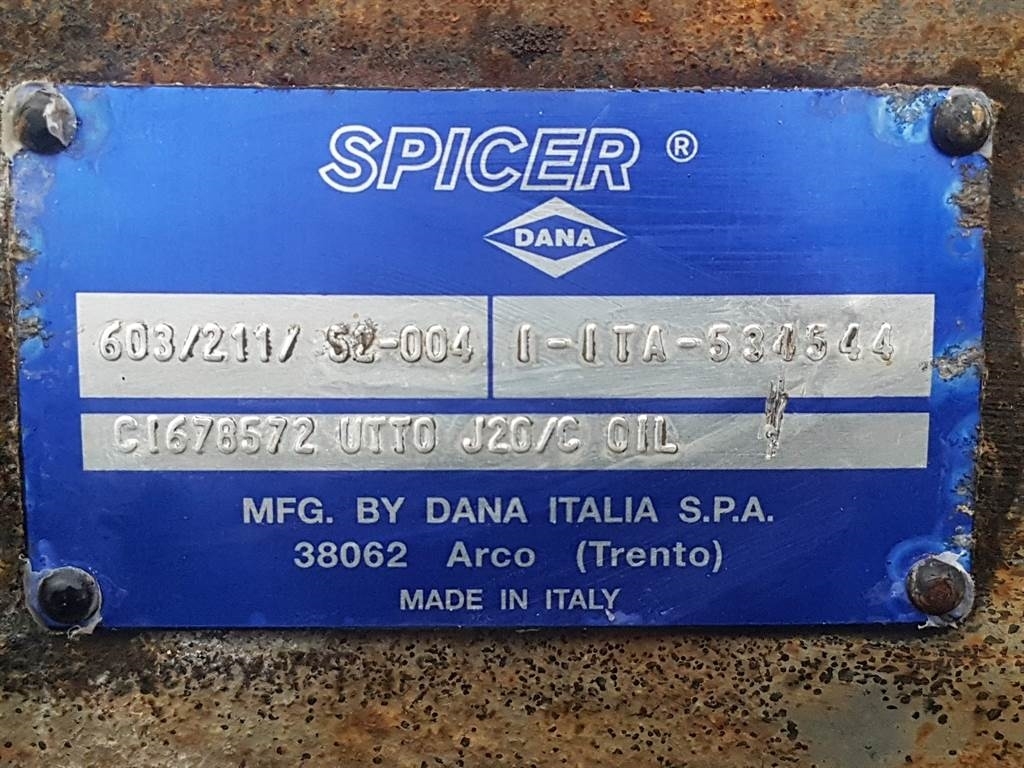 SPICER ®
DANA
603/211/ 52-004 I-ITA-534544
CI678572 UTTO J20/C OIL
MFG. BY DANA ITALIA S.P.A.
38062 Arco (Trento)
MADE IN ITALY